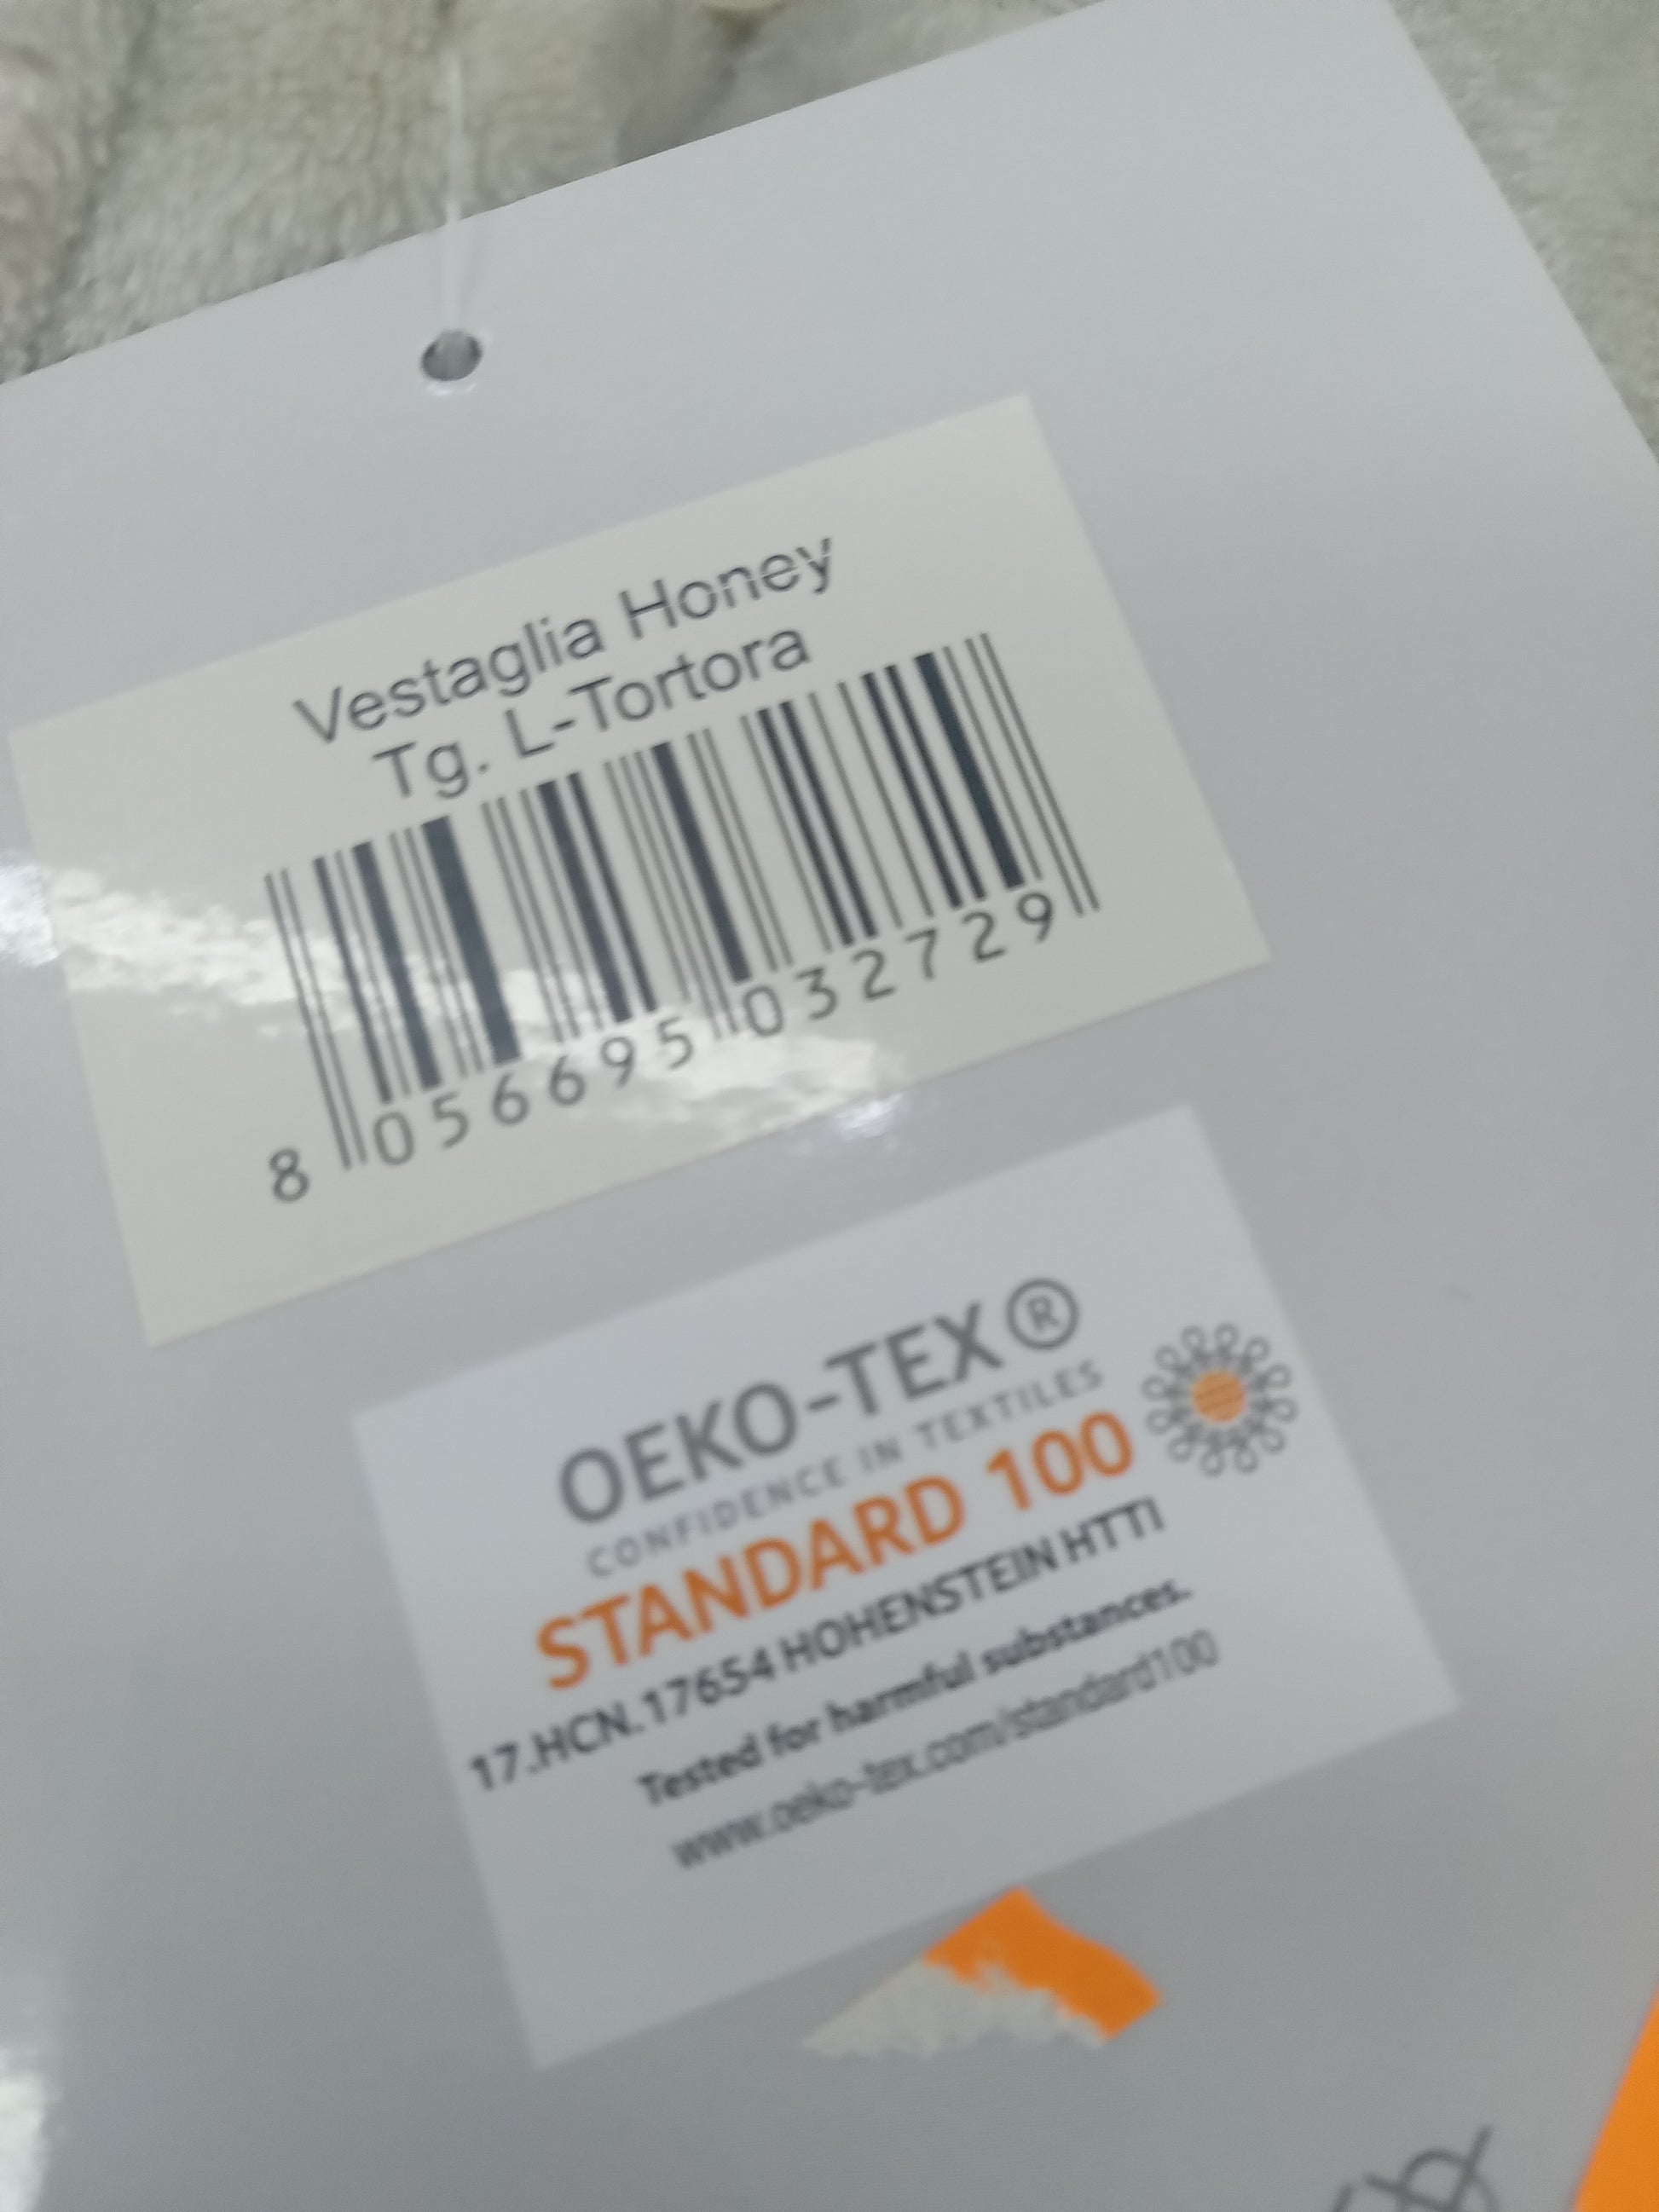 Vestaglia Honey
Tg. L-Tortora
8 056695 032729
OEKO-TEX ®
CONFIDENCE IN TEXTILES
STANDARD 100
17.HCN.17654 HOHENSTEIN HTTI
Tested for harmful substances.
www.oeko-tex.com/standard100